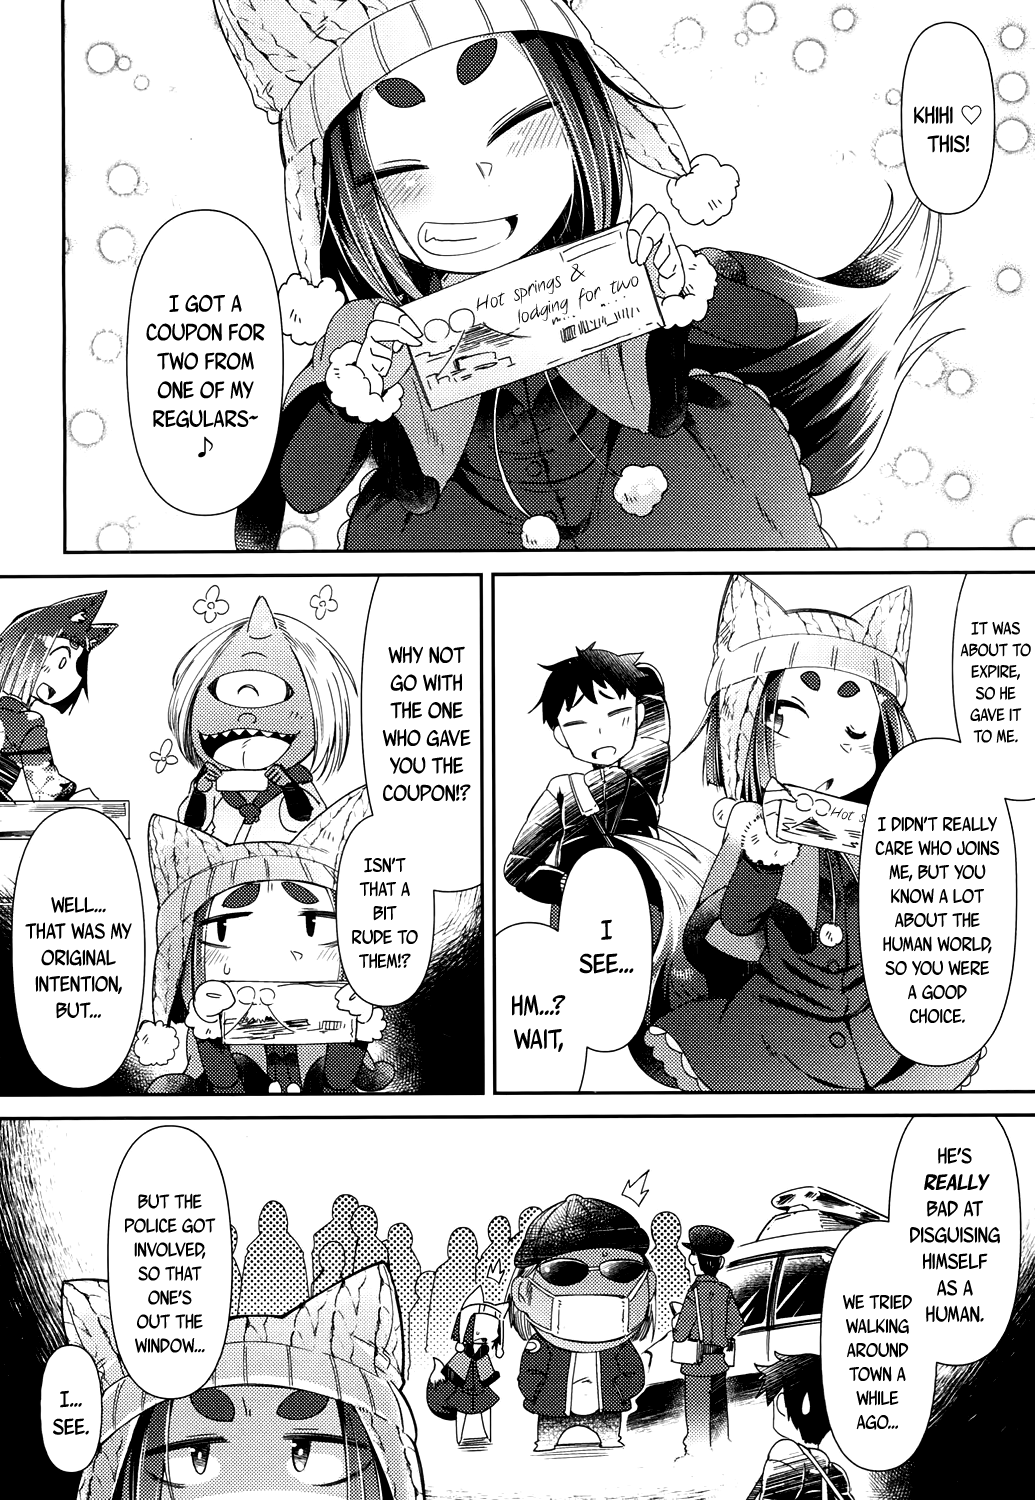 KHIHI ♡
THIS!
I GOT A
COUPON FOR
TWO FROM
ONE OF MY
REGULARS~
♪
Hot springs &
lodging for two
IT WAS
ABOUT TO
EXPIRE,
SO HE
GAVE IT
TO ME.
I DIDN'T REALLY
CARE WHO JOINS
ME, BUT YOU
KNOW A LOT
ABOUT THE
HUMAN WORLD,
SO YOU WERE
A GOOD
CHOICE.
Hot s
I
SEE...
HM...?
WAIT,
WHY NOT
GO WITH
THE ONE
WHO GAVE
YOU THE
COUPON!?
ISN'T
THAT A
BIT
RUDE TO
THEM!?
WELL...
THAT WAS MY
ORIGINAL
INTENTION,
BUT...
HE'S
REALLY
BAD AT
DISGUISING
HIMSELF
AS A
HUMAN.
WE TRIED
WALKING
AROUND
TOWN A
WHILE
AGO...
BUT THE
POLICE GOT
INVOLVED,
SO THAT
ONE'S
OUT THE
WINDOW...
I...
SEE.